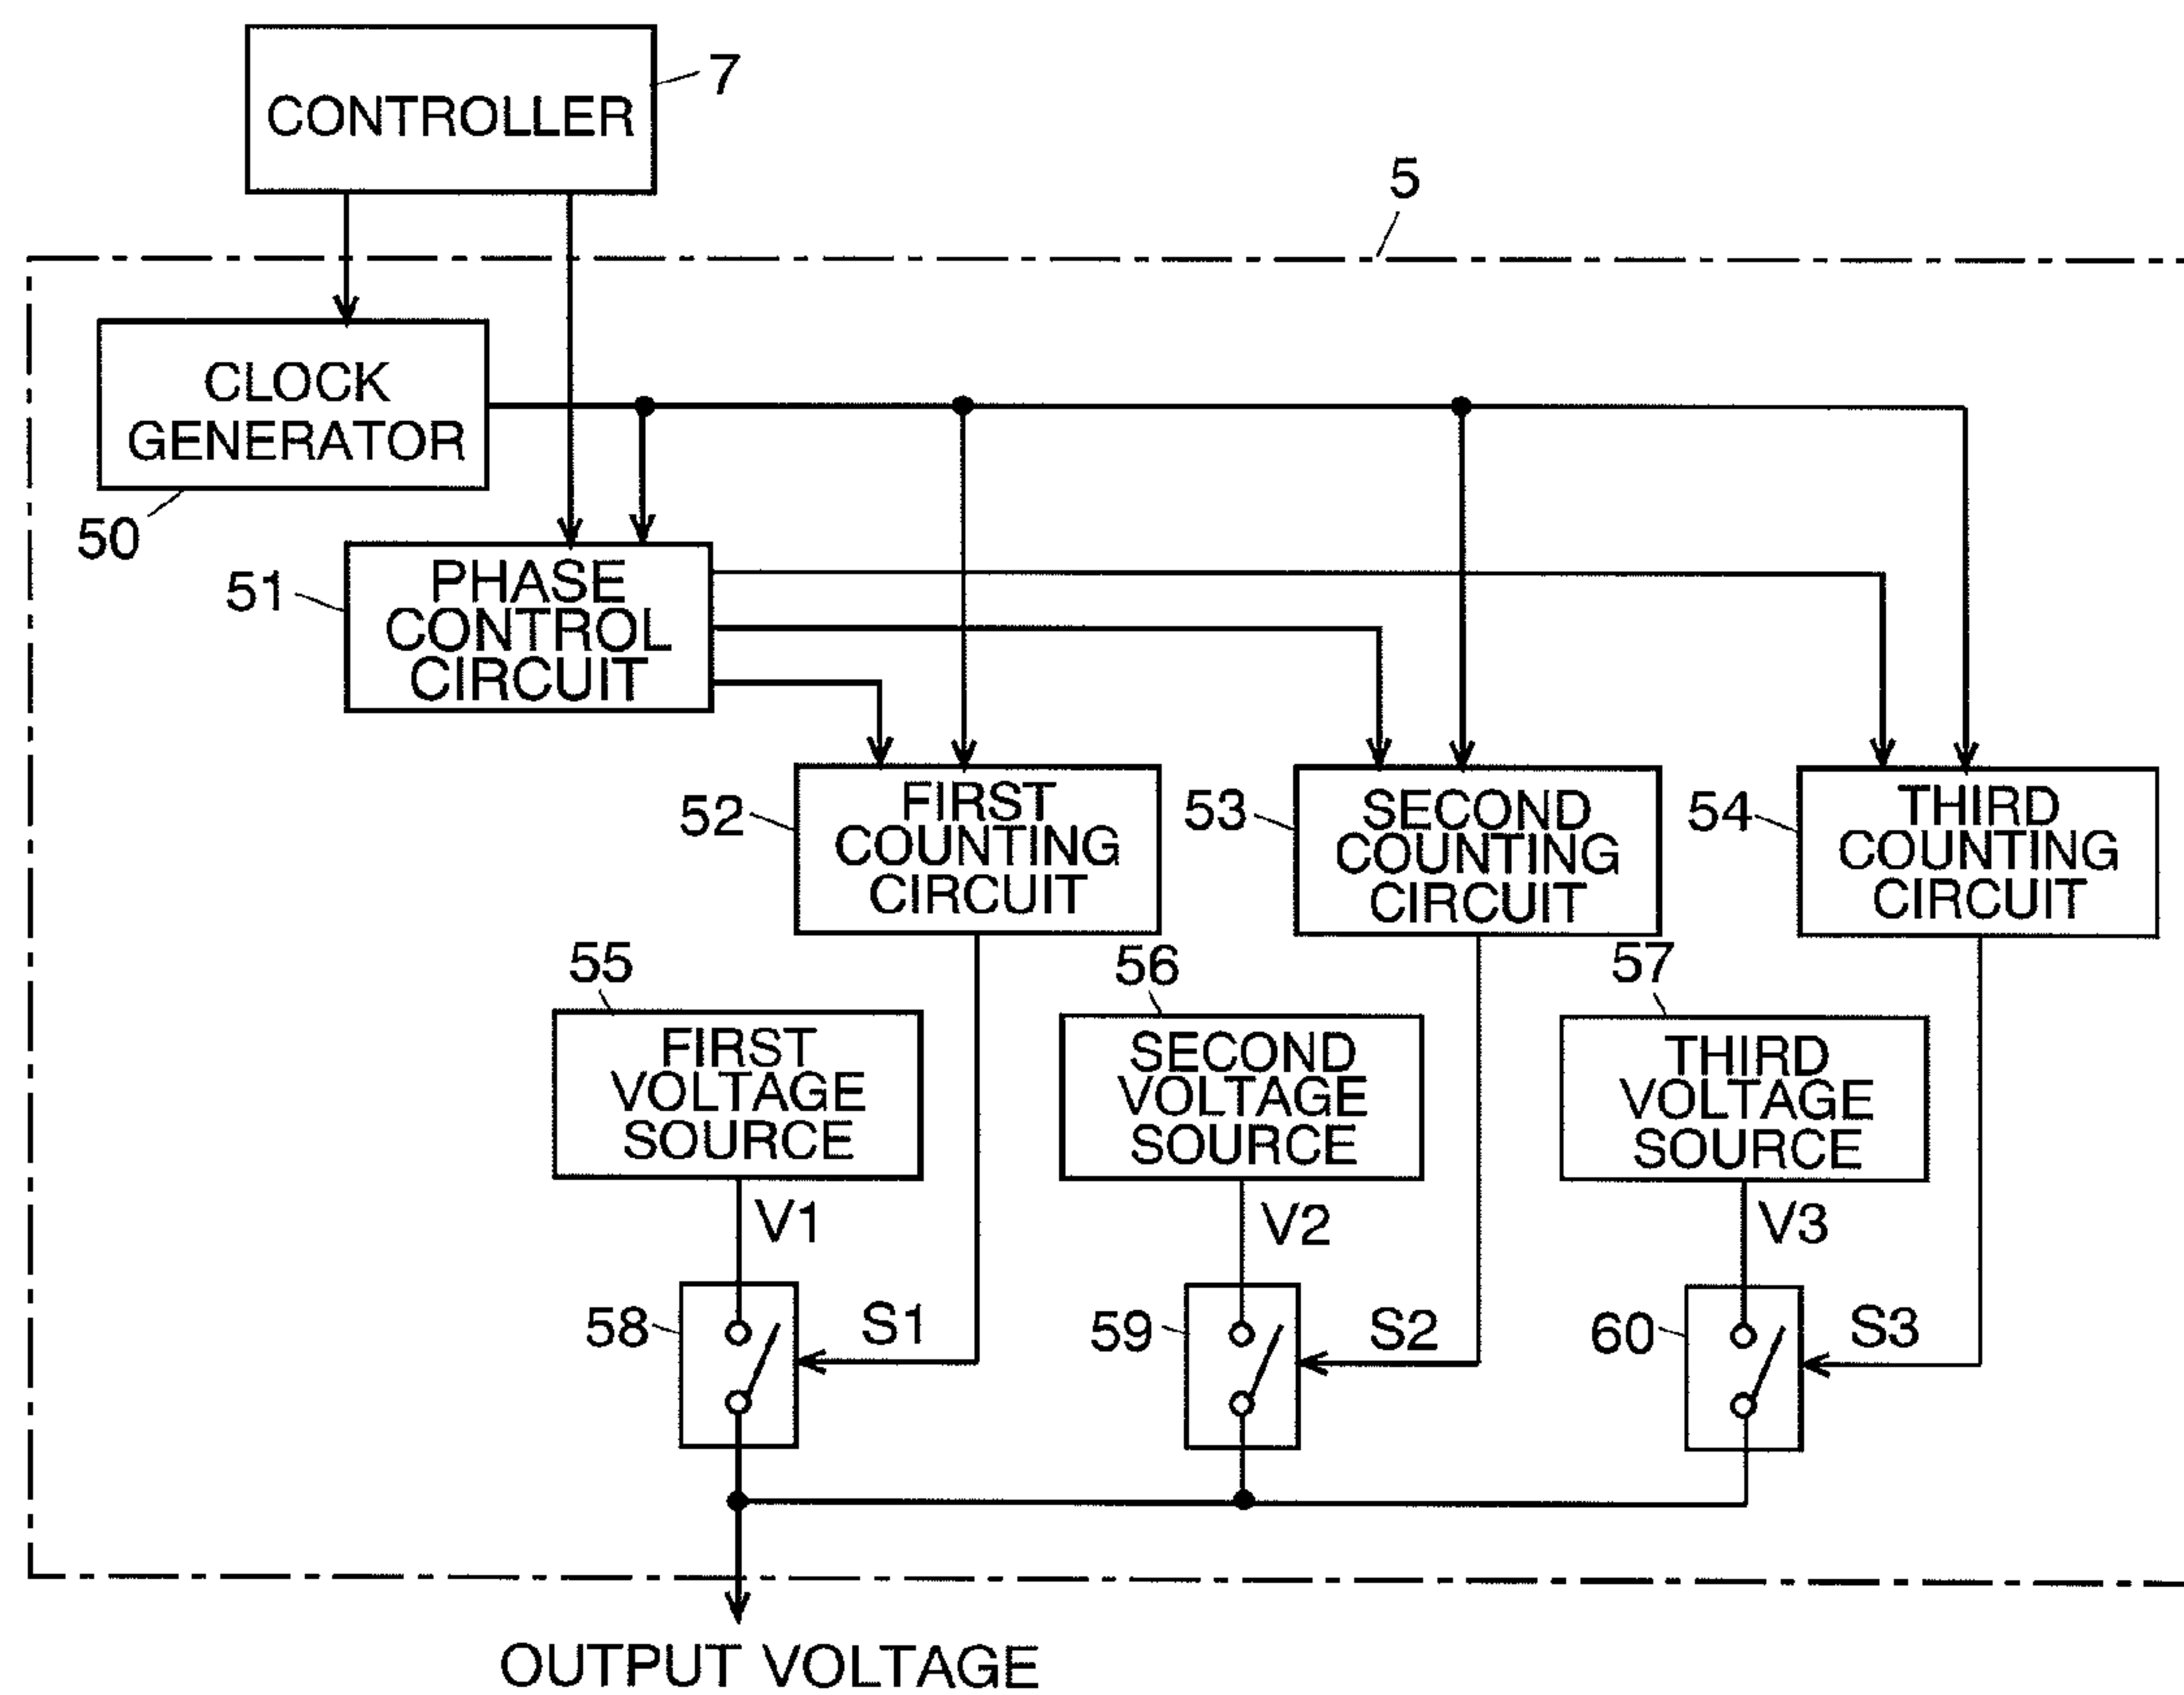 CONTROLLER
7
5
CLOCK
GENERATOR
50
51
PHASE
CONTROL
CIRCUIT
52
FIRST
COUNTING
CIRCUIT
53
SECOND
COUNTING
CIRCUIT
54
THIRD
COUNTING
CIRCUIT
55
FIRST
VOLTAGE
SOURCE
56
SECOND
VOLTAGE
SOURCE
57
THIRD
VOLTAGE
SOURCE
V1
V2
V3
58
S1
59
S2
60
S3
OUTPUT VOLTAGE